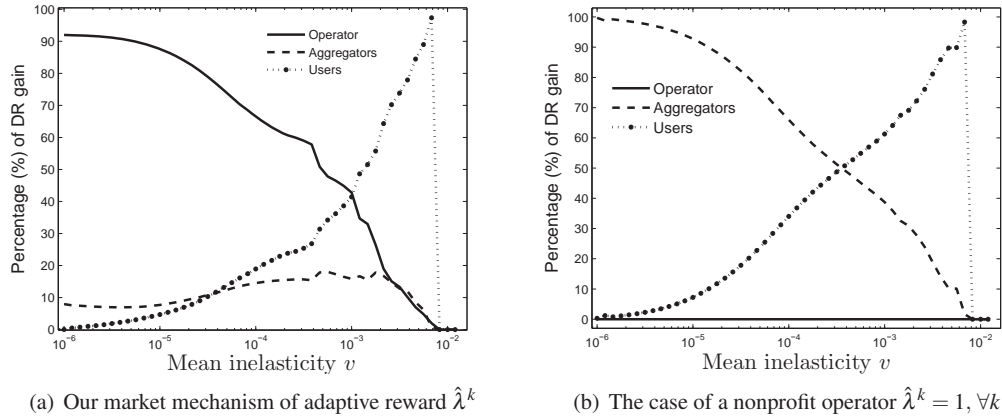 100
90
80
70
60
50
40
30
20
10
0
Percentage (%) of DR gain
Operator
Aggregators
Users
10⁻⁶
10⁻⁵
10⁻⁴
10⁻³
10⁻²
Mean inelasticity v
(a) Our market mechanism of adaptive reward λ̂ᵏ
100
90
80
70
60
50
40
30
20
10
0
Percentage (%) of DR gain
Operator
Aggregators
Users
10⁻⁶
10⁻⁵
10⁻⁴
10⁻³
10⁻²
Mean inelasticity v
(b) The case of a nonprofit operator λ̂ᵏ = 1, ∀k